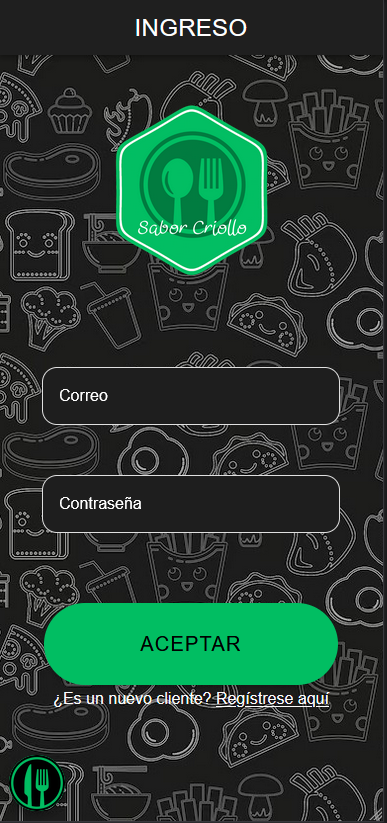 INGRESO
Sabor Criollo
Correo
Contraseña
ACEPTAR
¿Es un nuevo cliente? Regístrese aquí